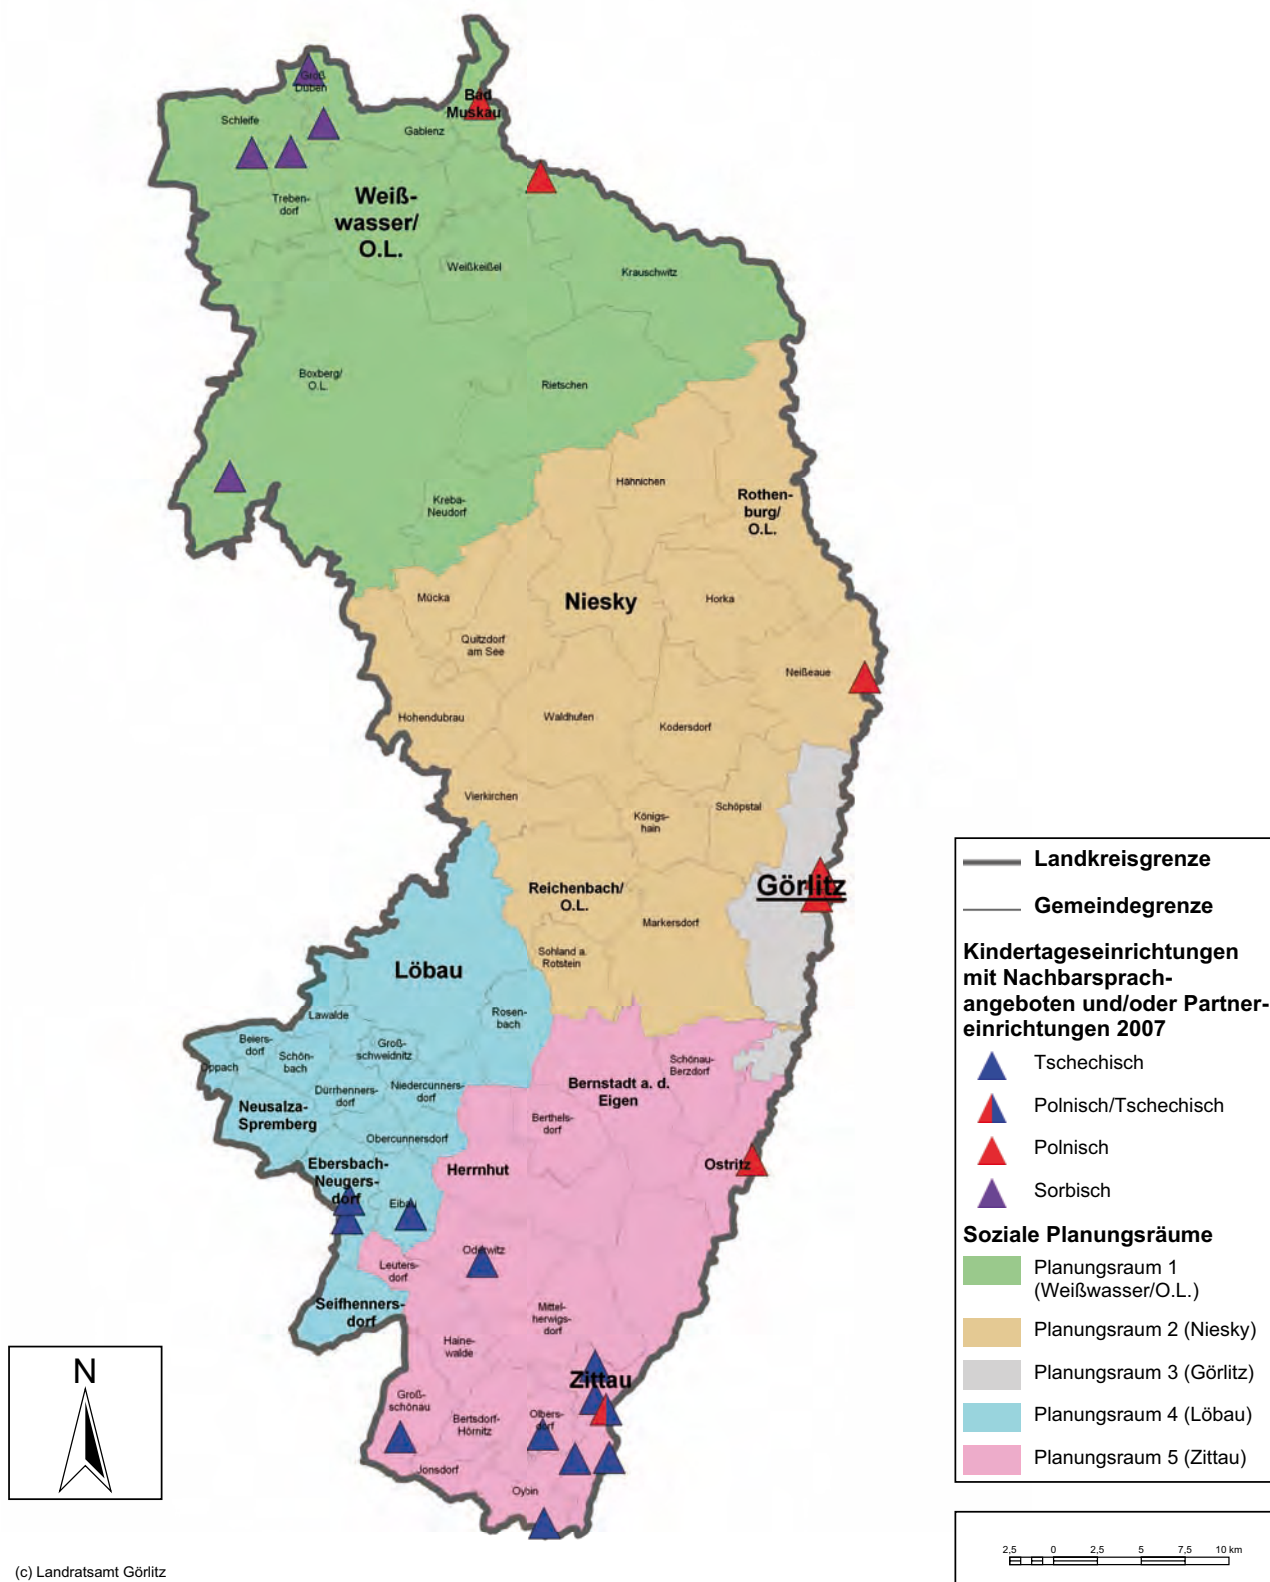 Groß
Düben
Bad
Muskau
Schleife
Gablenz
Weiß-
wasser/
O.L.
Treben-
dorf
Weißkeißel
Krauschwitz
Boxberg/
O.L.
Rietschen
Hähnichen
Kreba-
Neudorf
Rothen-
burg/
O.L.
Mücka
Niesky
Horka
Quitzdorf
am See
Neißeaue
Hohendubrau
Waldhufen
Kodersdorf
Vierkirchen
Königs-
hain
Schöpstal
Reichenbach/
O.L.
Görlitz
Markersdorf
Sohland a.
Rotstein
Löbau
Lawalde
Rosen-
bach
Beiers-
dorf
Schön-
bach
Groß-
schweidnitz
Oppach
Dürrhenners-
dorf
Niedercunners-
dorf
Schönau-
Berzdorf
Bernstadt a. d.
Eigen
Neusalza-
Spremberg
Berthels-
dorf
Obercunnersdorf
Ebersbach-
Neugers-
dorf
Herrnhut
Ostritz
Eibau
Oderwitz
Leuters-
dorf
Seifhenners-
dorf
Mittel-
herwigs-
dorf
Haine-
walde
Zittau
Groß-
schönau
Bertsdorf-
Hörnitz
Olbers-
dorf
Jonsdorf
Oybin
Landkreisgrenze
Gemeindegrenze
Kindertageseinrichtungen
mit Nachbarsprach-
angeboten und/oder Partner-
einrichtungen 2007
Tschechisch
Polnisch/Tschechisch
Polnisch
Sorbisch
Soziale Planungsräume
Planungsraum 1
(Weißwasser/O.L.)
Planungsraum 2 (Niesky)
Planungsraum 3 (Görlitz)
Planungsraum 4 (Löbau)
Planungsraum 5 (Zittau)
N
2,5 0 2,5 5 7,5 10 km
(c) Landratsamt Görlitz